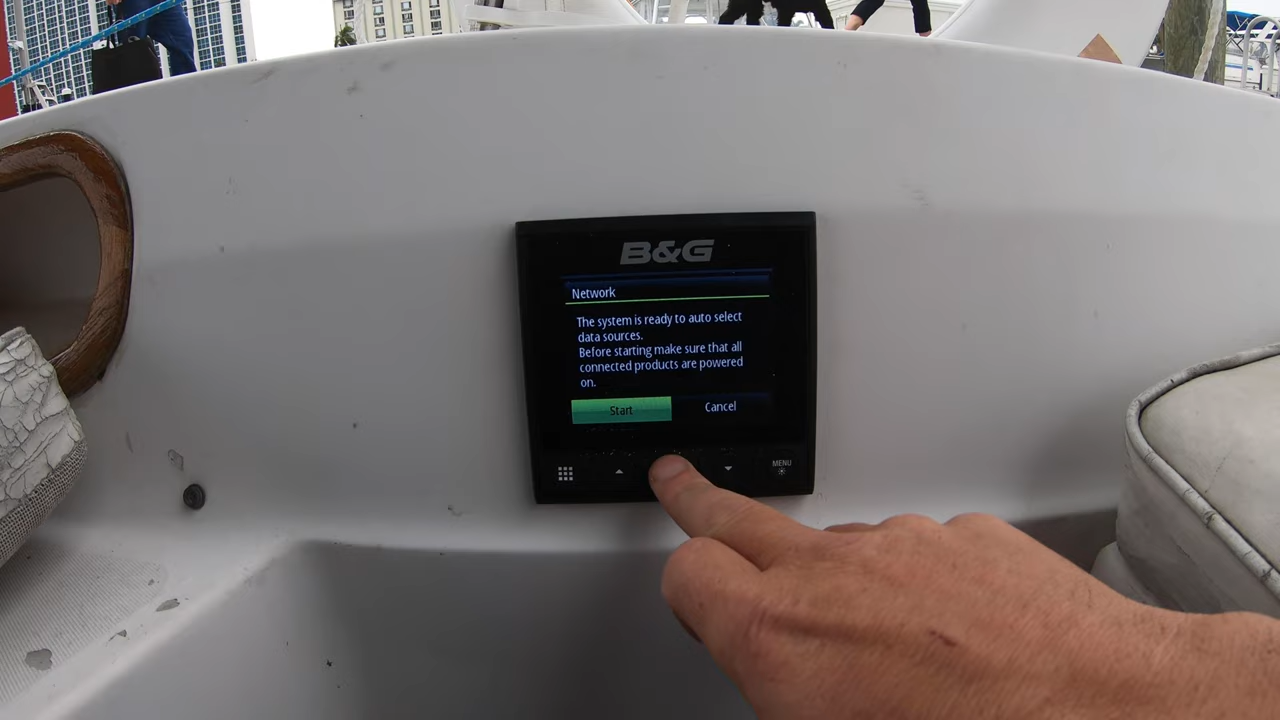 B&G
Network
The system is ready to auto select
data sources.
Before starting make sure that all
connected products are powered
on.
Start Cancel
MENU